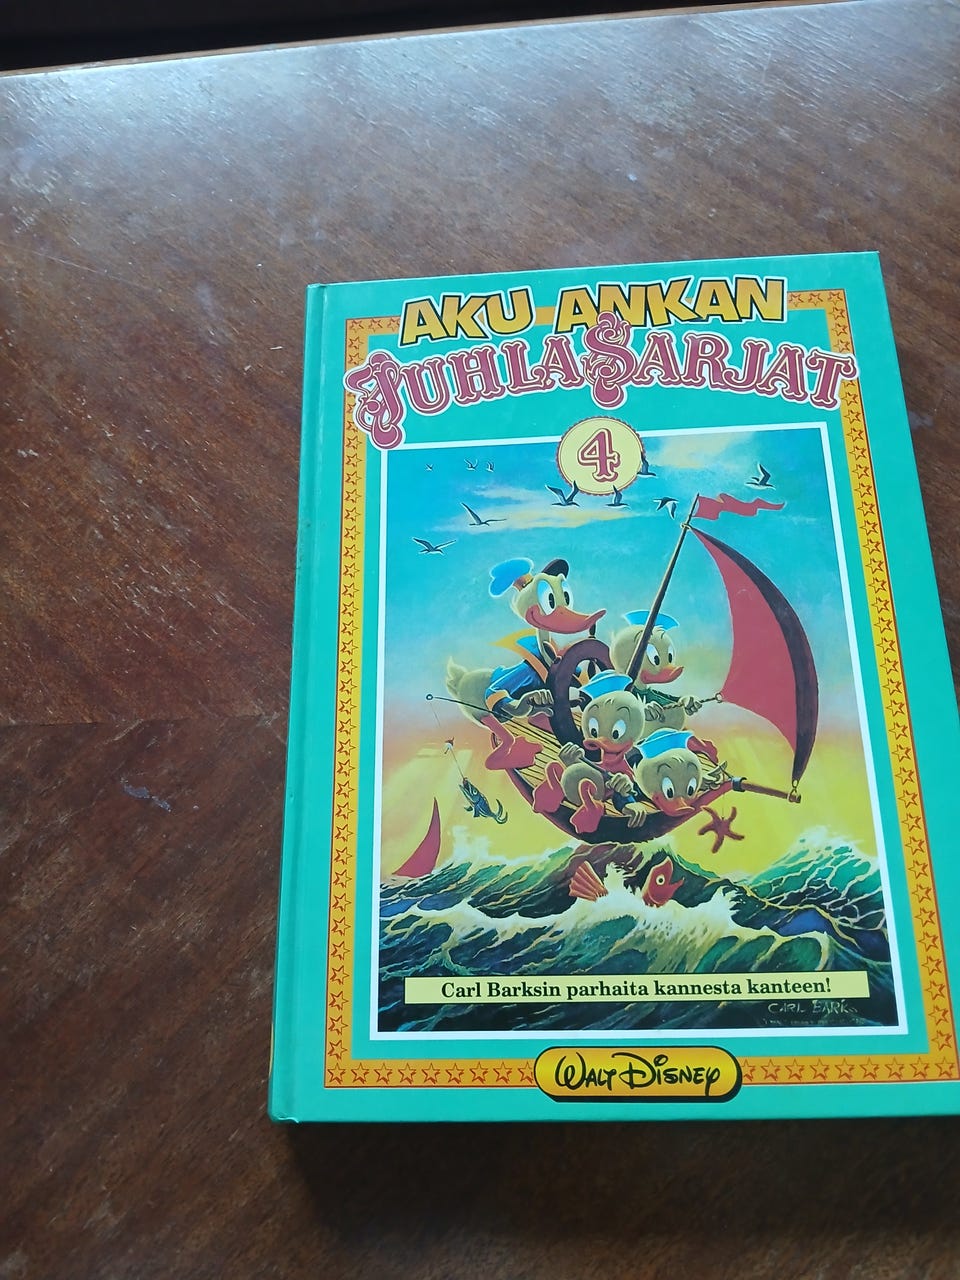 AKU ANKAN
JUHLASARJAT
4
Carl Barksin parhaita kannesta kanteen!
CARL BARKS
WALT DISNEY